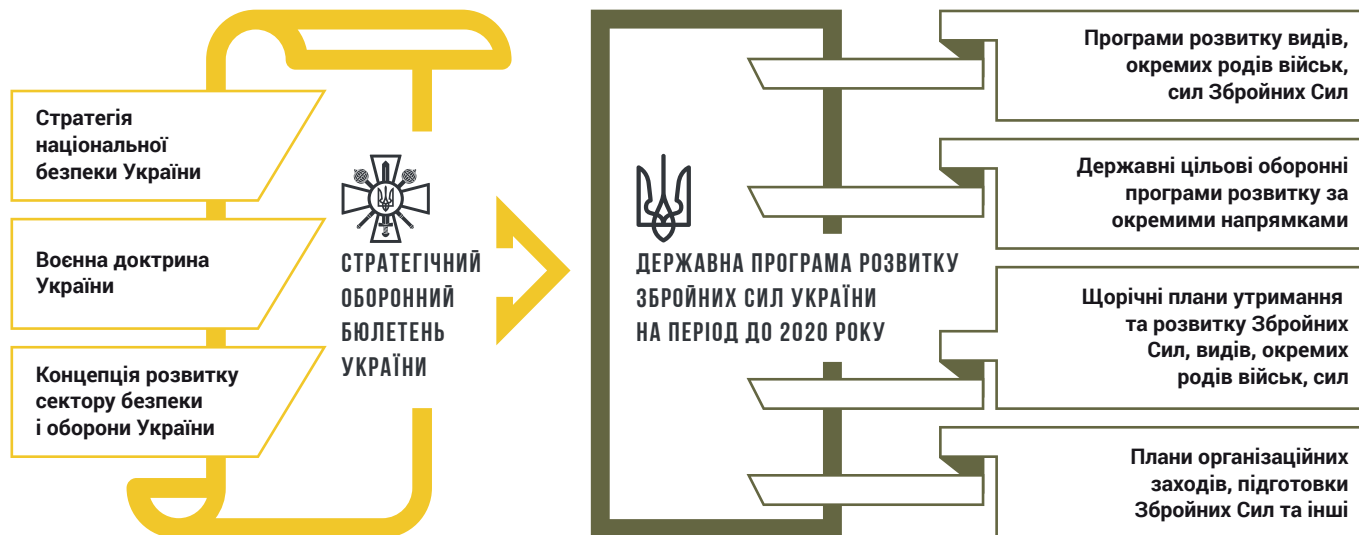 Стратегія
національної
безпеки України
Воєнна доктрина
України
Концепція розвитку
сектору безпеки
і оборони України
СТРАТЕГІЧНИЙ
ОБОРОННИЙ
БЮЛЕТЕНЬ
УКРАЇНИ
ДЕРЖАВНА ПРОГРАМА РОЗВИТКУ
ЗБРОЙНИХ СИЛ УКРАЇНИ
НА ПЕРІОД ДО 2020 РОКУ
Програми розвитку видів,
окремих родів військ,
сил Збройних Сил
Державні цільові оборонні
програми розвитку за
окремими напрямками
Щорічні плани утримання
та розвитку Збройних
Сил, видів, окремих
родів військ, сил
Плани організаційних
заходів, підготовки
Збройних Сил та інші